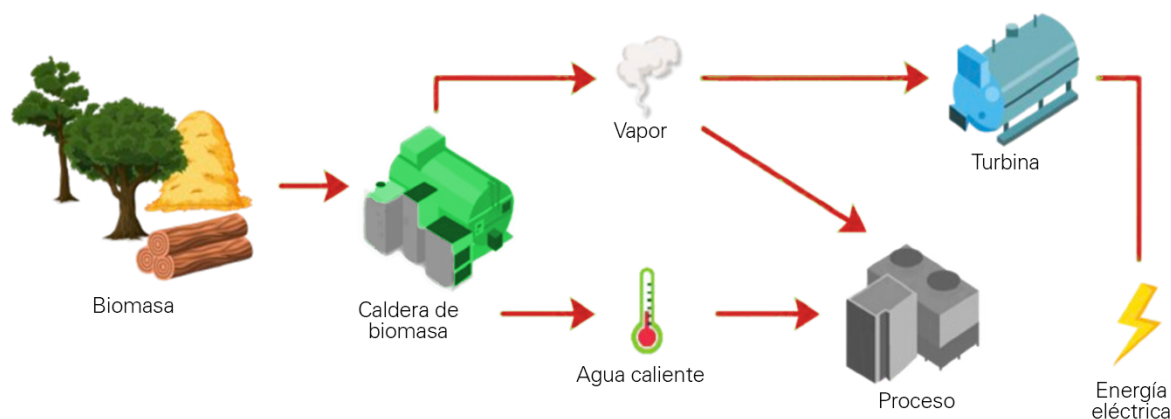 Biomasa
Caldera de
biomasa
Vapor
Agua caliente
Turbina
Proceso
Energía
eléctrica